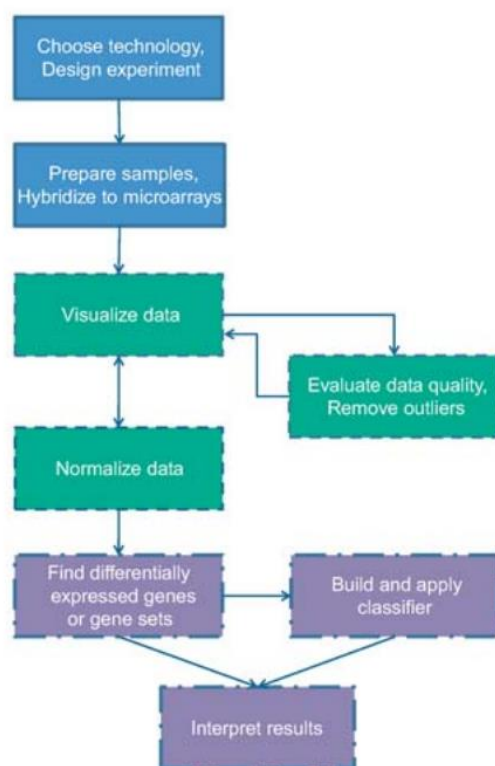 Choose technology,
Design experiment
Prepare samples,
Hybridize to microarrays
Visualize data
Evaluate data quality,
Remove outliers
Normalize data
Find differentially
expressed genes
or gene sets
Build and apply
classifier
Interpret results